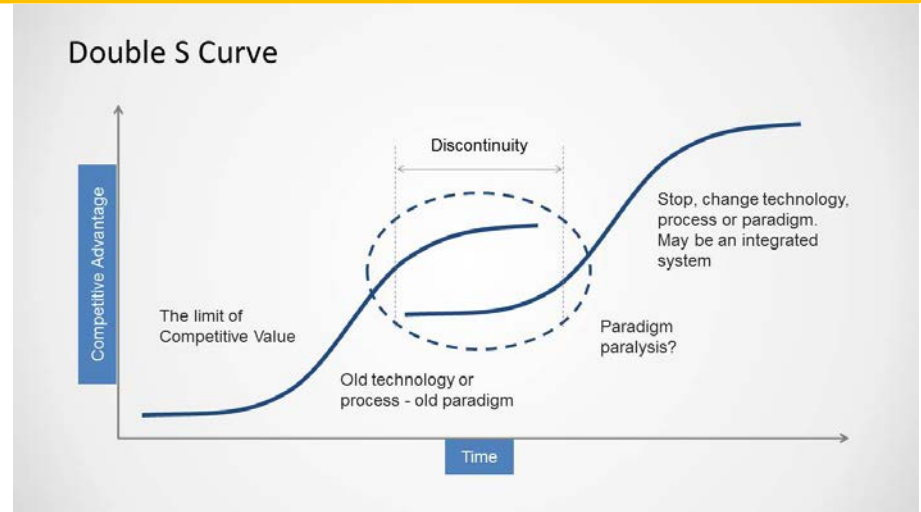 Double S Curve
Discontinuity
Competitive Advantage
Stop, change technology,
process or paradigm.
May be an integrated
system
The limit of
Competitive Value
Paradigm
paralysis?
Old technology or
process - old paradigm
Time